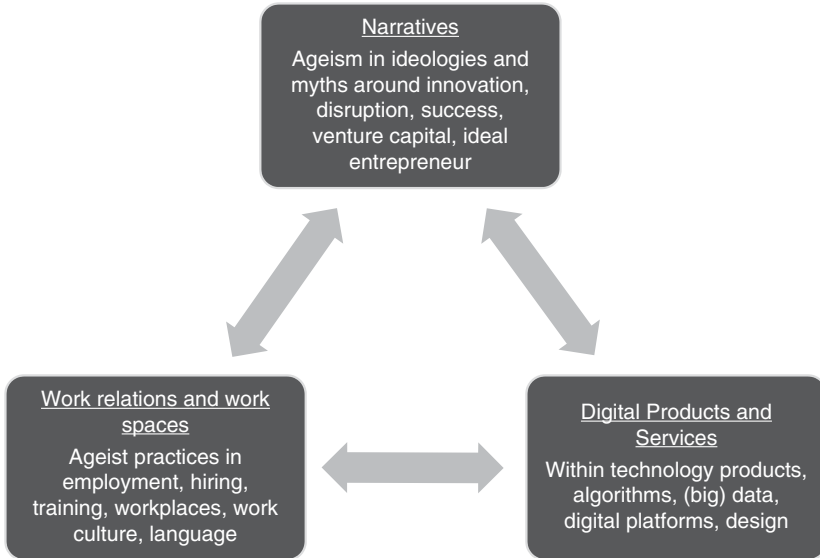 Narratives
Ageism in ideologies and
myths around innovation,
disruption, success,
venture capital, ideal
entrepreneur
Work relations and work
spaces
Ageist practices in
employment, hiring,
training, workplaces, work
culture, language
Digital Products and
Services
Within technology products,
algorithms, (big) data,
digital platforms, design